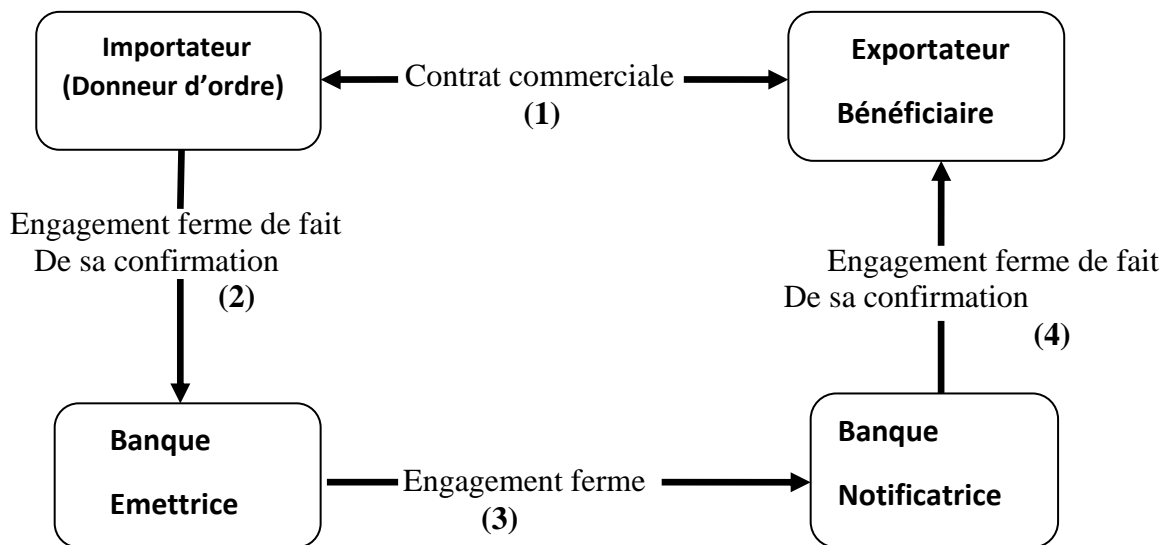 Importateur
(Donneur d'ordre)
Contrat commerciale
(1)
Exportateur
Bénéficiaire
Engagement ferme de fait
De sa confirmation
(2)
Engagement ferme de fait
De sa confirmation
(4)
Banque
Emettrice
Engagement ferme
(3)
Banque
Notificatrice